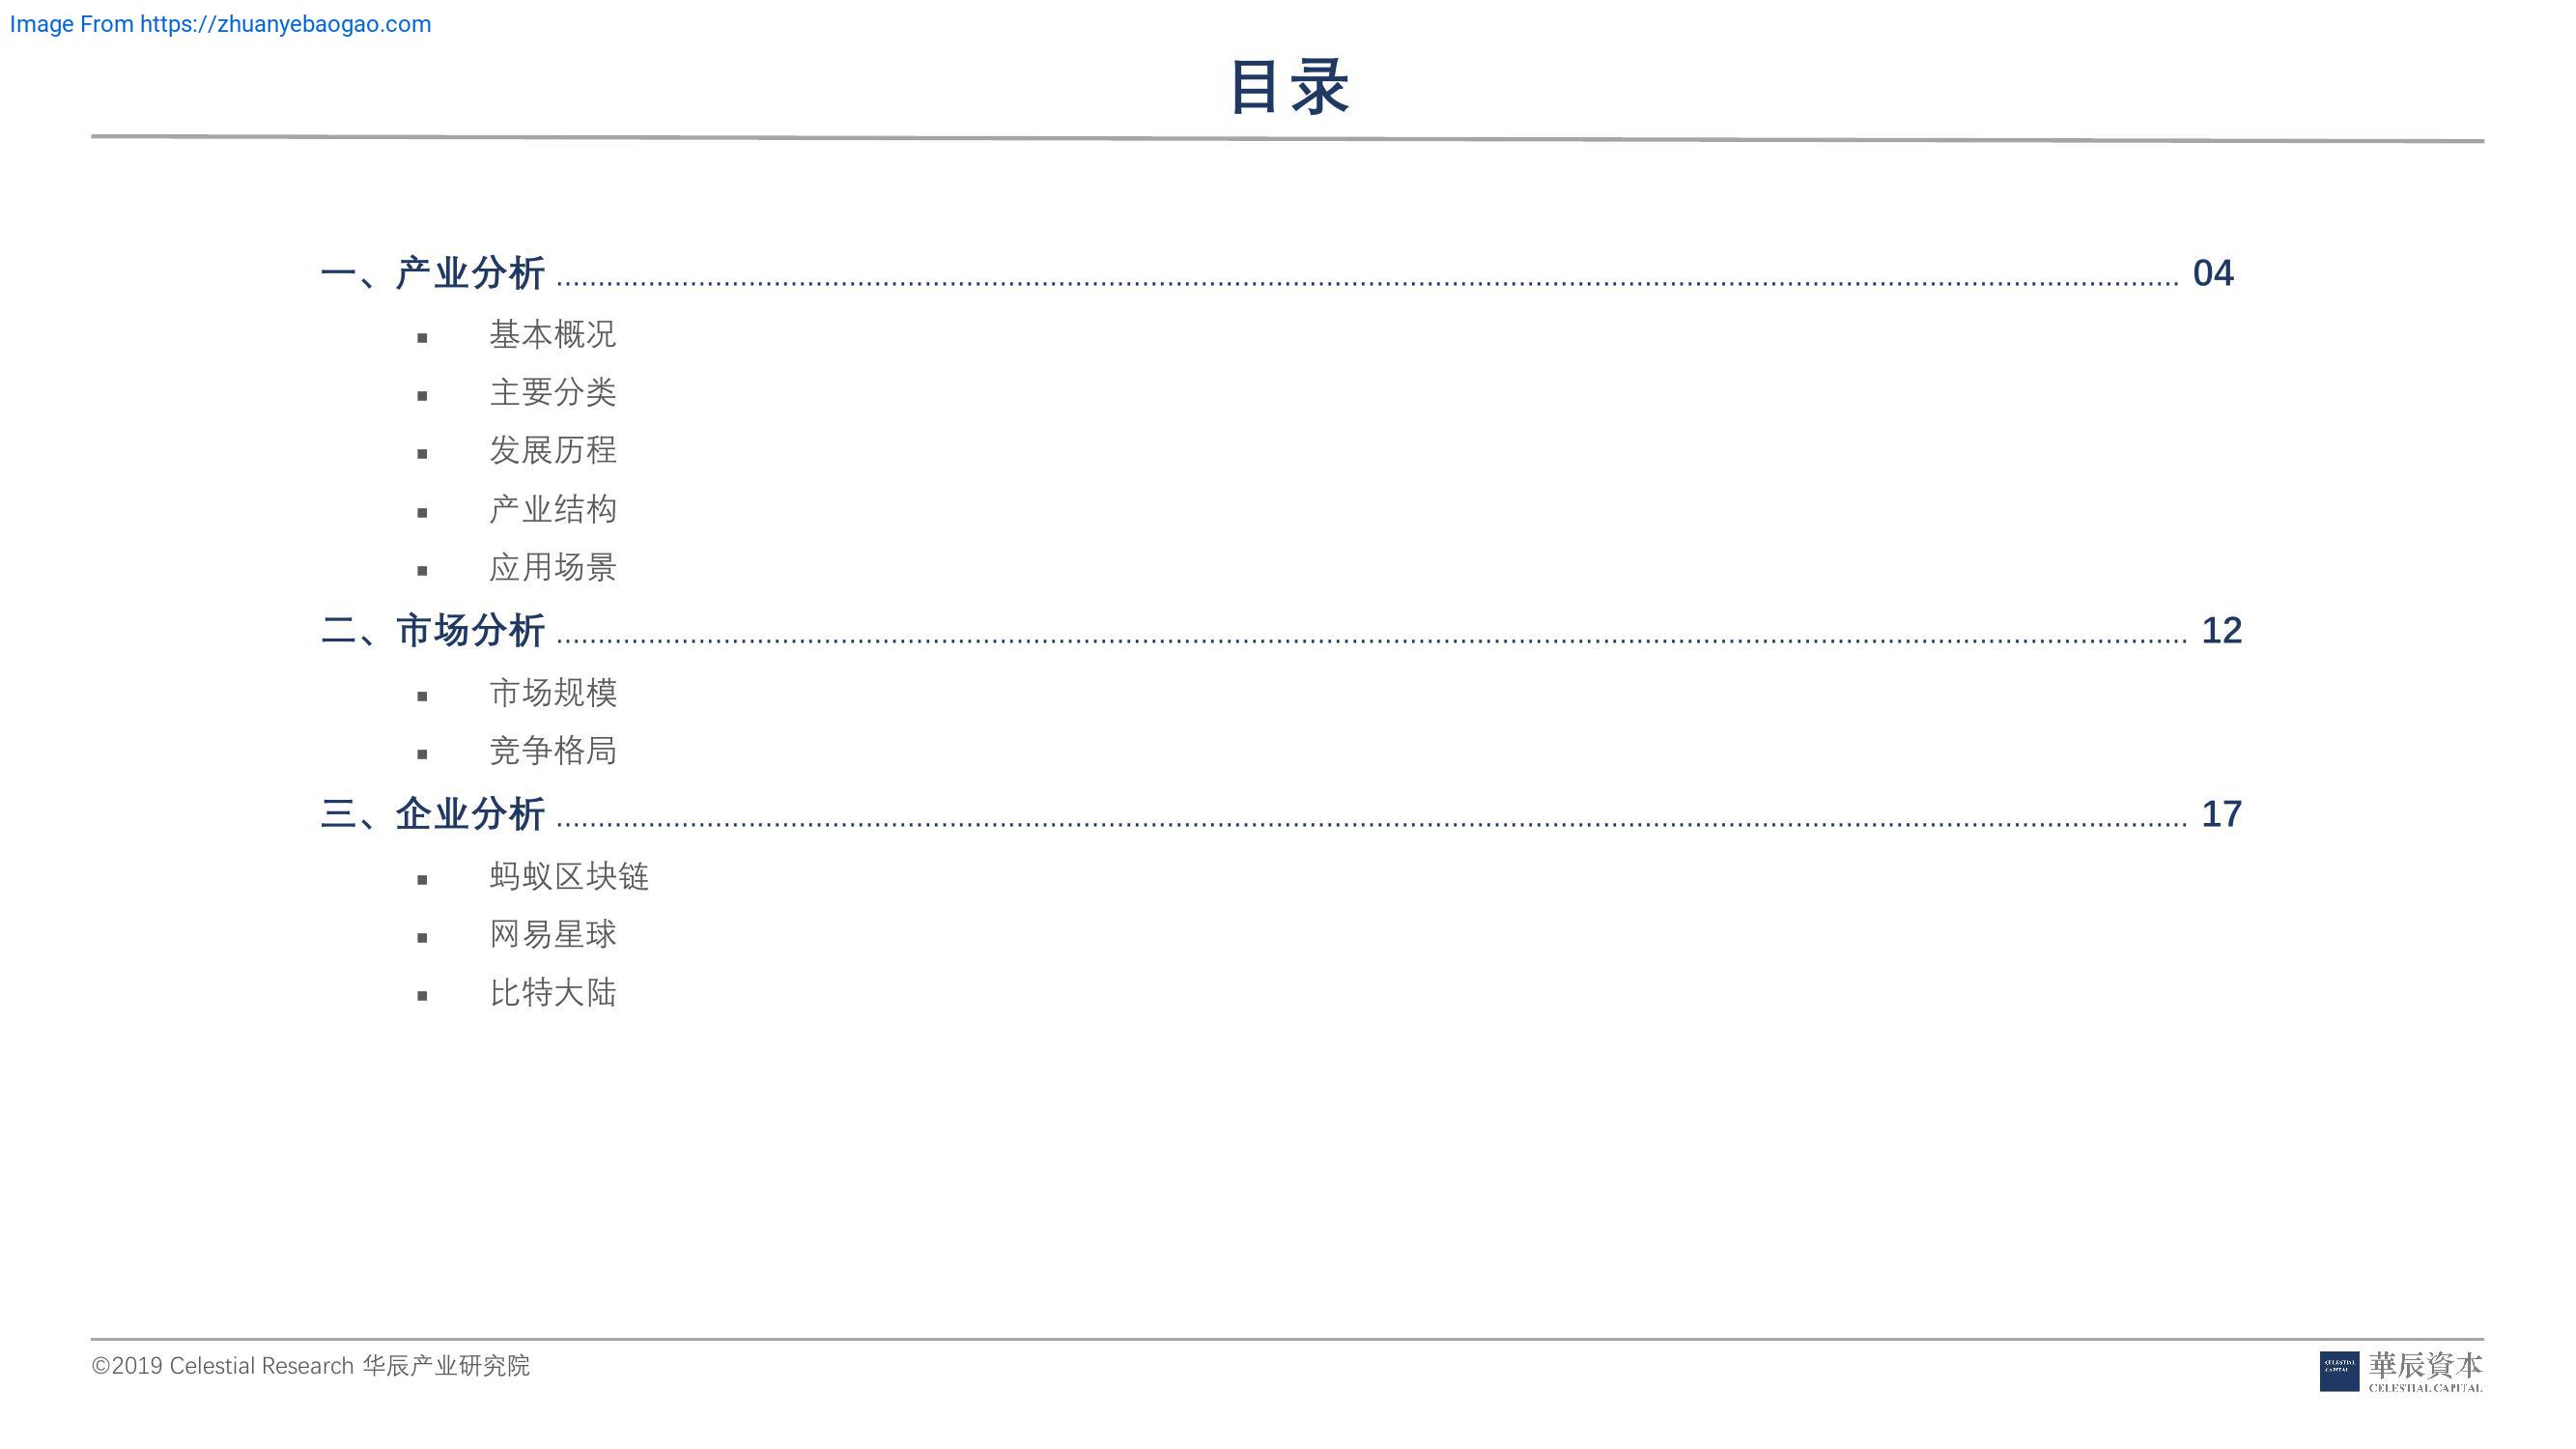 Image From https://zhuanyebaogao.com
目录
一、产业分析 ........................................ 04
▪ 基本概况
▪ 主要分类
▪ 发展历程
▪ 产业结构
▪ 应用场景
二、市场分析 ........................................ 12
▪ 市场规模
▪ 竞争格局
三、企业分析 ........................................ 17
▪ 蚂蚁区块链
▪ 网易星球
▪ 比特大陆
©2019 Celestial Research 华辰产业研究院
CELESTIAL
CAPITAL
華辰資本
CELESTIAL CAPITAL